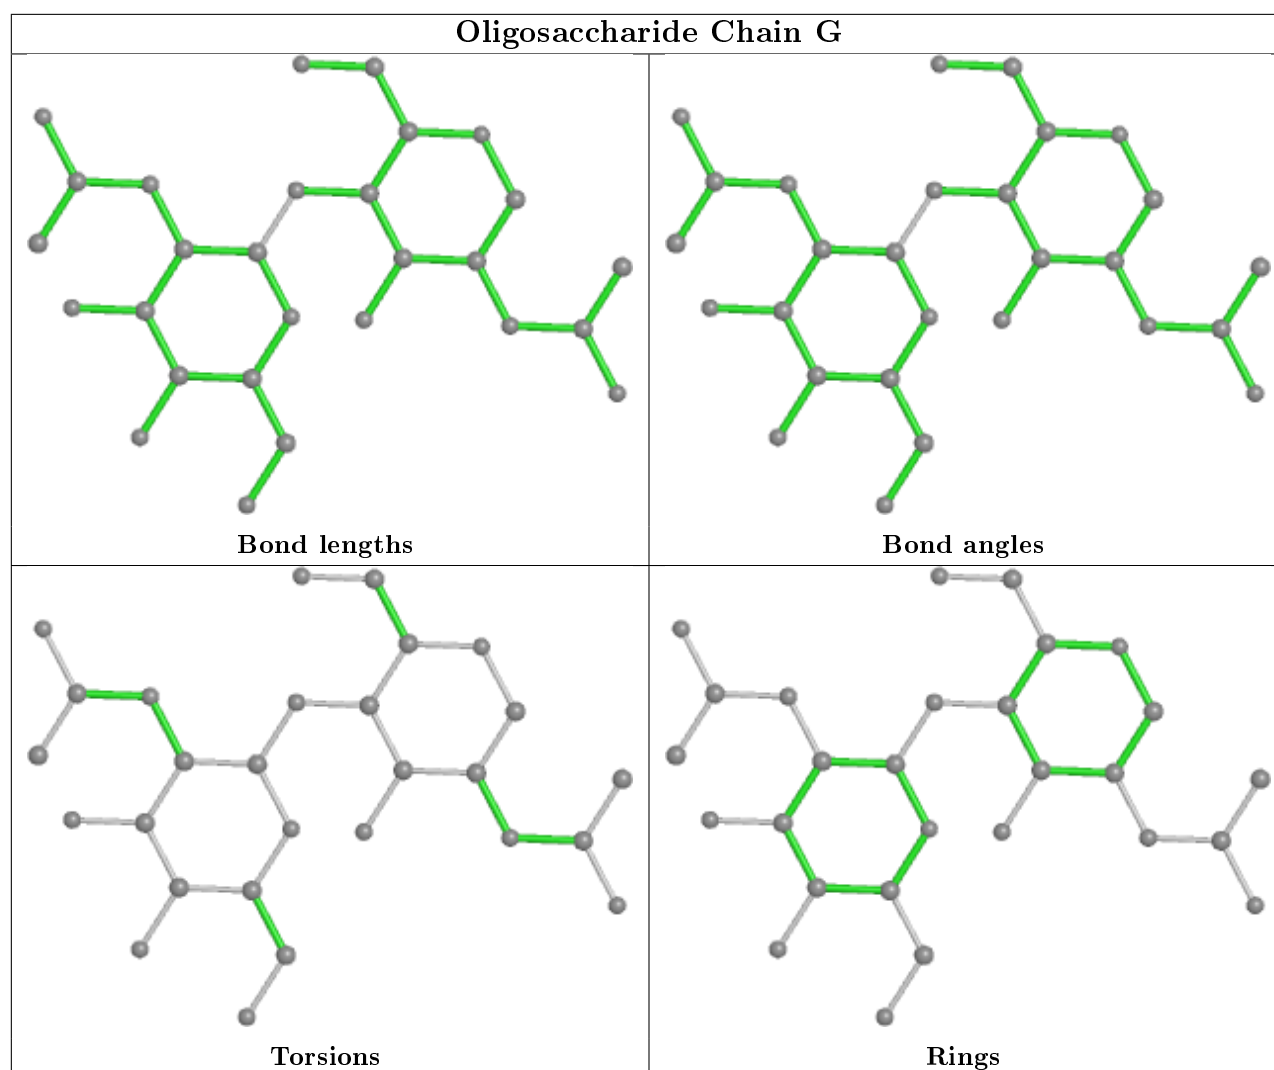 Oligosaccharide Chain G
Bond lengths
Bond angles
Torsions
Rings